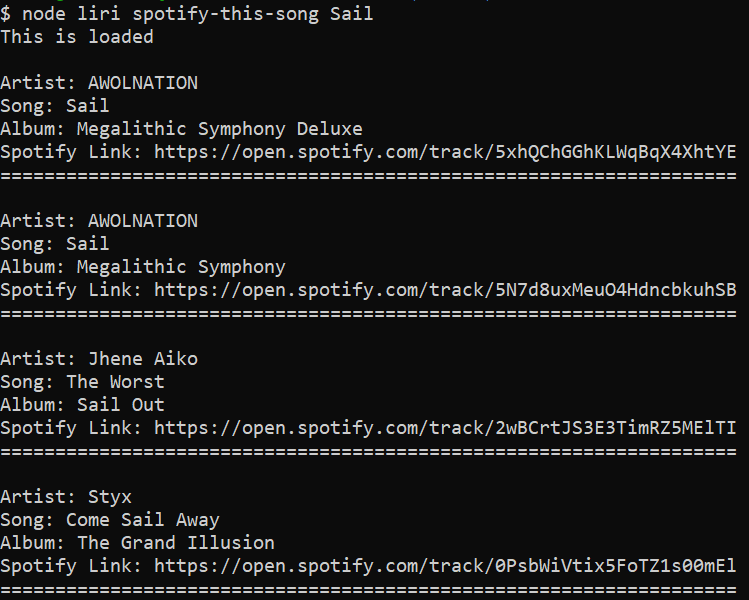 $ node liri spotify-this-song Sail
This is loaded
Artist: AWOLNATION
Song: Sail
Album: Megalithic Symphony Deluxe
Spotify Link: https://open.spotify.com/track/5xhQChGGhKLWqBqX4XhtYE
===================================================================
Artist: AWOLNATION
Song: Sail
Album: Megalithic Symphony
Spotify Link: https://open.spotify.com/track/5N7d8uxMeuO4HdncbkuhSB
===================================================================
Artist: Jhene Aiko
Song: The Worst
Album: Sail Out
Spotify Link: https://open.spotify.com/track/2wBCrtJS3E3TimRZ5MElTI
===================================================================
Artist: Styx
Song: Come Sail Away
Album: The Grand Illusion
Spotify Link: https://open.spotify.com/track/0PsbWiVtix5FoTZ1s00mEl
===================================================================